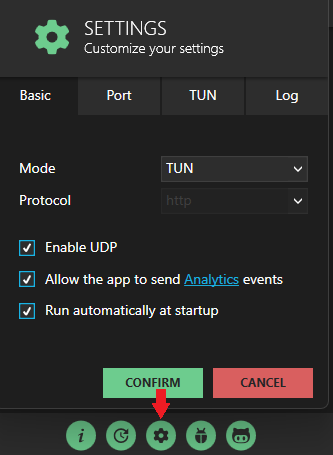 SETTINGS
Customize your settings
Basic Port TUN Log
Mode TUN
Protocol http
Enable UDP
Allow the app to send Analytics events
Run automatically at startup
CONFIRM CANCEL
i